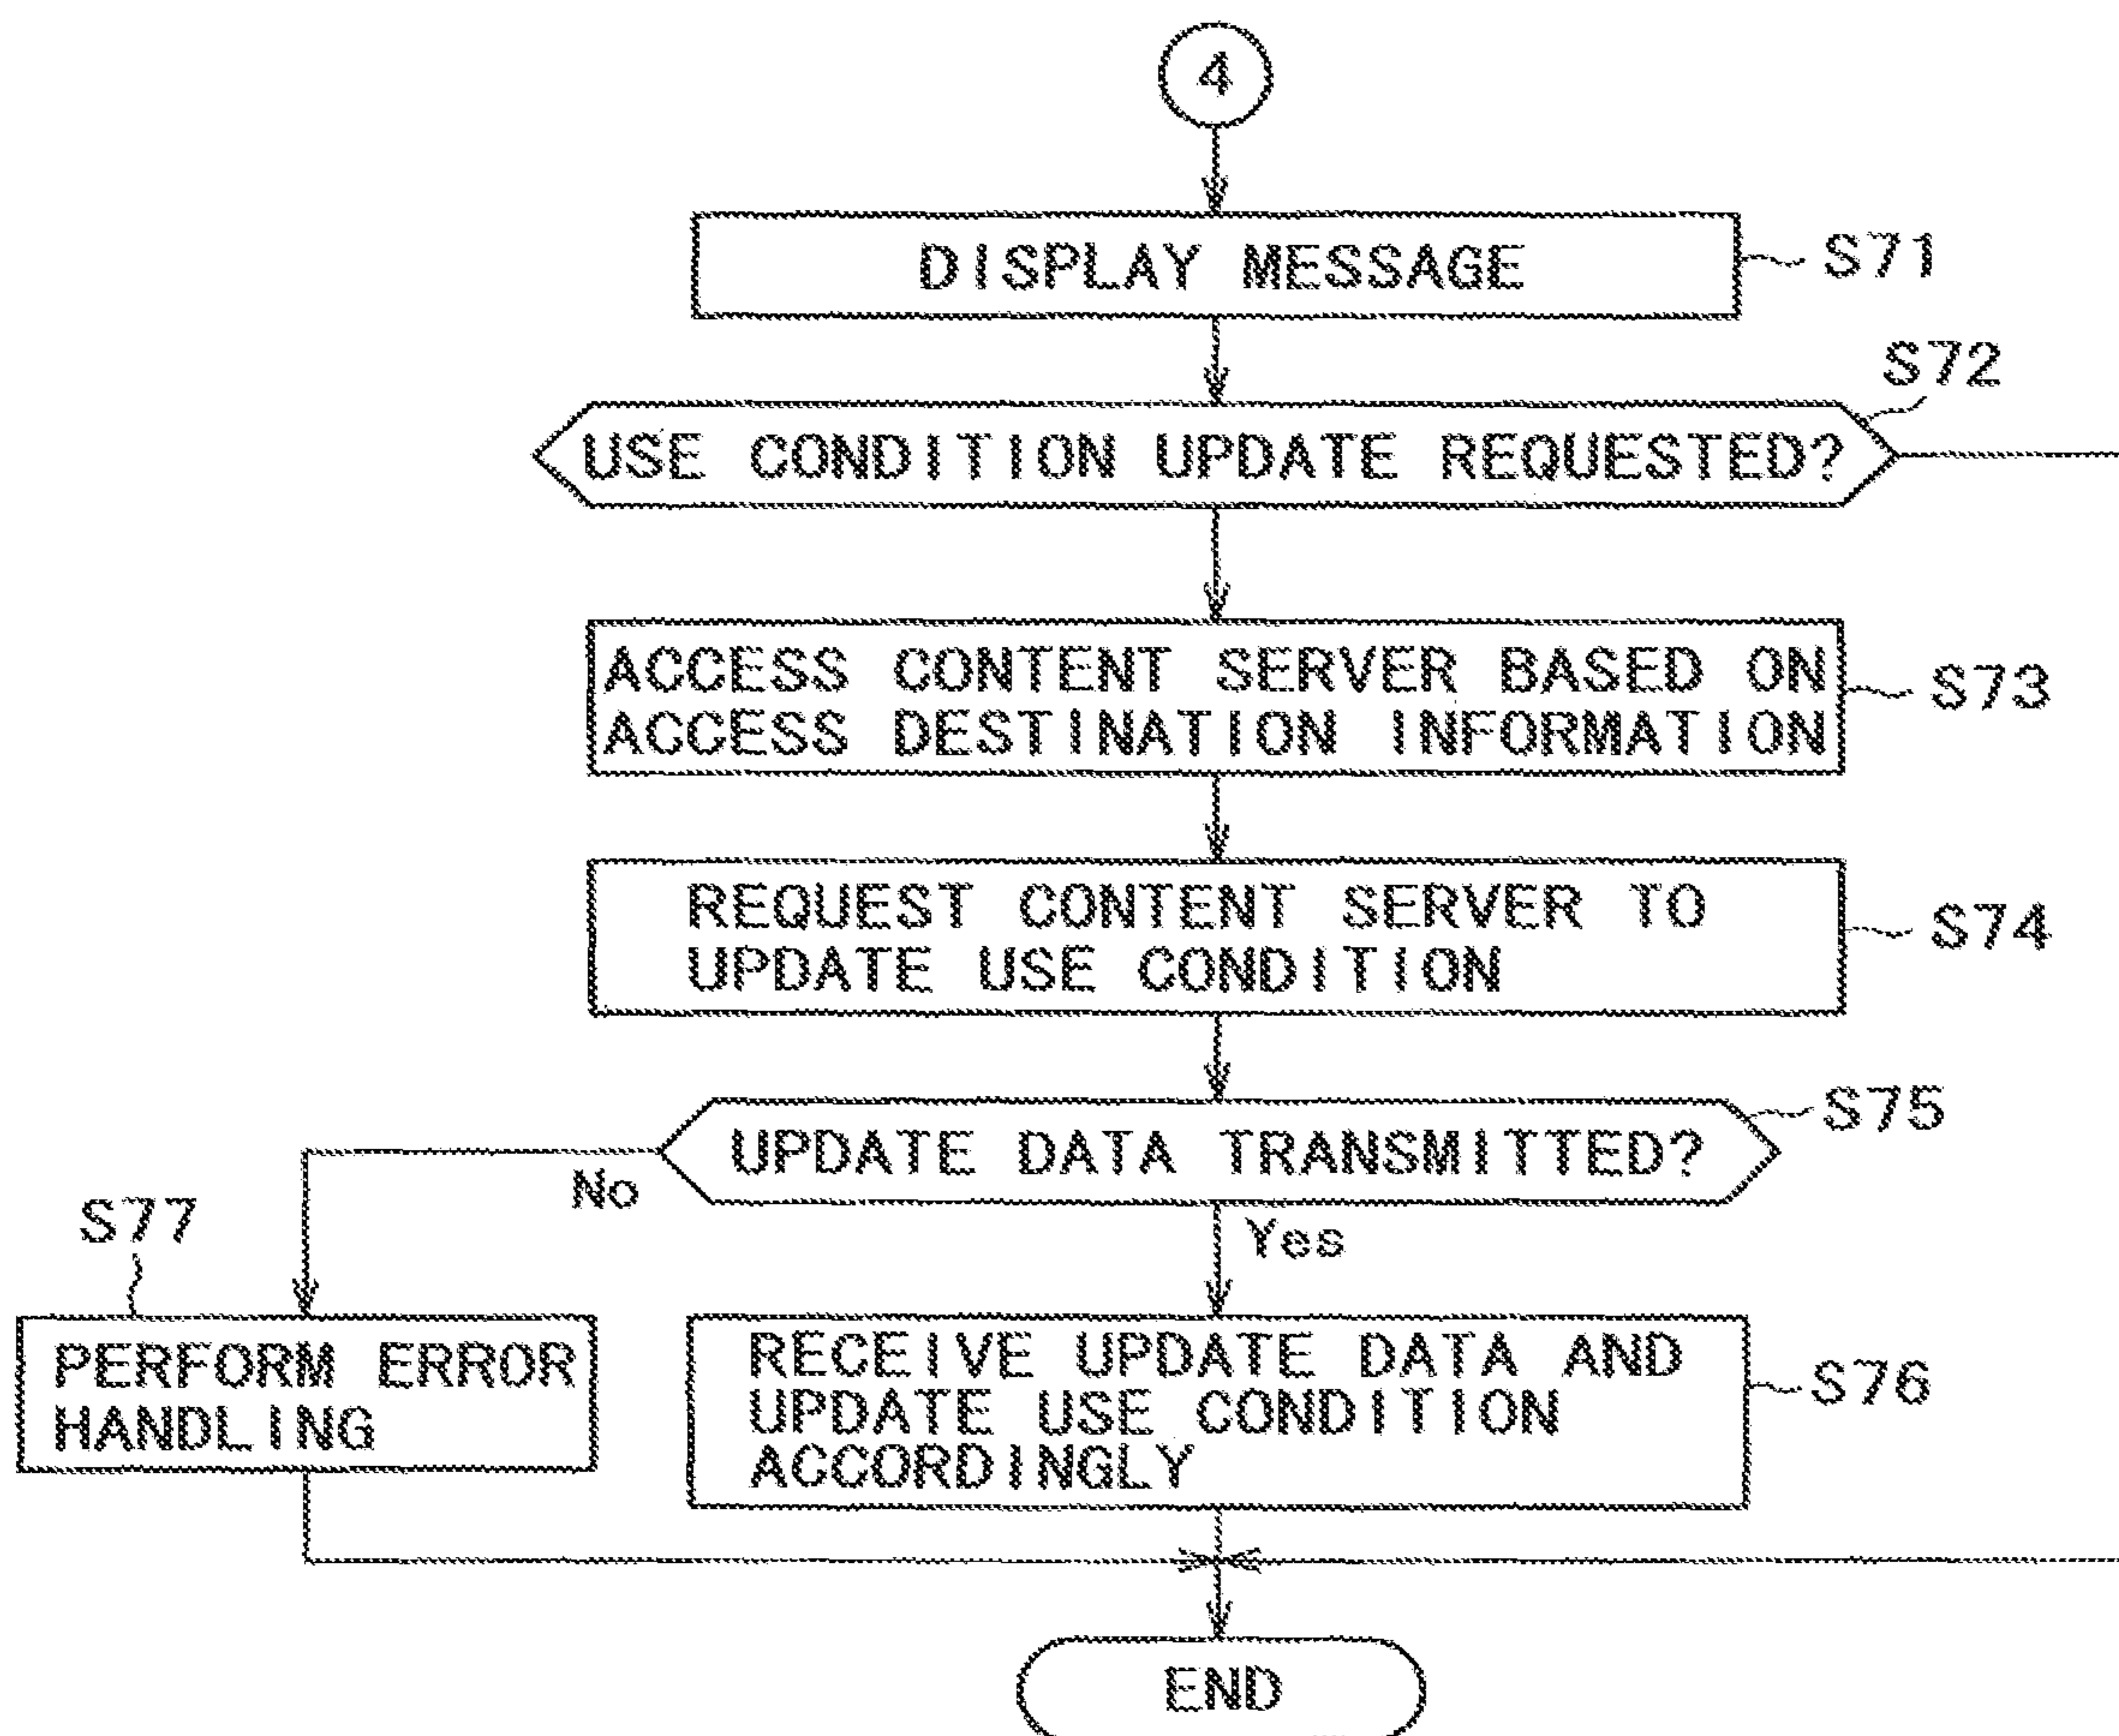 4
DISPLAY MESSAGE
S71
S72
USE CONDITION UPDATE REQUESTED?
ACCESS CONTENT SERVER BASED ON
ACCESS DESTINATION INFORMATION
S73
REQUEST CONTENT SERVER TO
UPDATE USE CONDITION
S74
S75
UPDATE DATA TRANSMITTED?
No
Yes
S77
PERFORM ERROR
HANDLING
RECEIVE UPDATE DATA AND
UPDATE USE CONDITION
ACCORDINGLY
S76
END